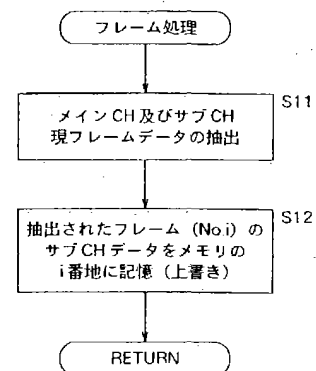 フレーム処理
S11
メインCH及びサブCH
現フレームデータの抽出
S12
抽出されたフレーム（No.i）の
サブCHデータをメモリの
i番地に記憶（上書き）
RETURN